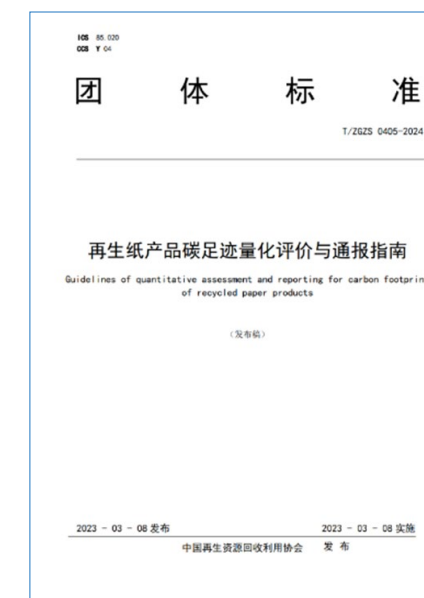 ICS 85.020
CCS Y 04
团 体 标 准
T/ZGZS 0405-2024
再生纸产品碳足迹量化评价与通报指南
Guidelines of quantitative assessment and reporting for carbon footprin
of recycled paper products
（发布稿）
2023 - 03 - 08 发布 2023 - 03 - 08 实施
中国再生资源回收利用协会 发 布